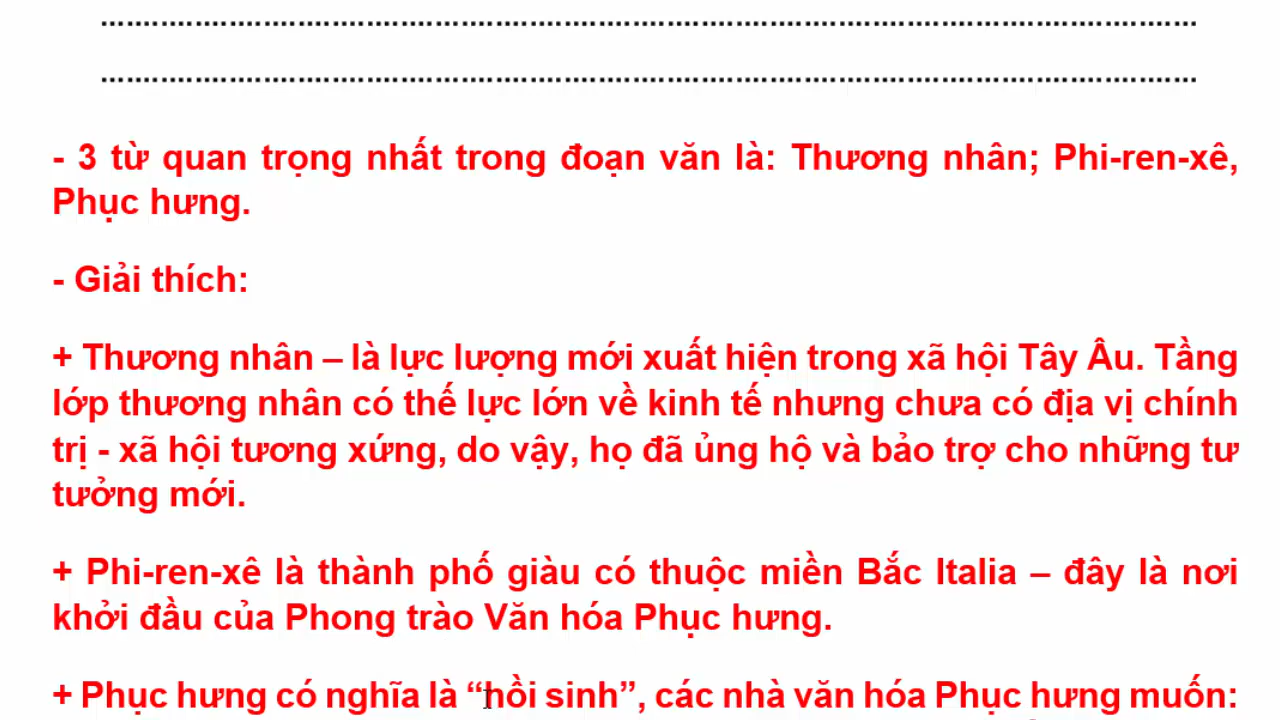 ................................................................................................
................................................................................................
- 3 từ quan trọng nhất trong đoạn văn là: Thương nhân; Phi-ren-xê,
Phục hưng.
- Giải thích:
+ Thương nhân – là lực lượng mới xuất hiện trong xã hội Tây Âu. Tầng
lớp thương nhân có thế lực lớn về kinh tế nhưng chưa có địa vị chính
trị - xã hội tương xứng, do vậy, họ đã ủng hộ và bảo trợ cho những tư
tưởng mới.
+ Phi-ren-xê là thành phố giàu có thuộc miền Bắc Italia – đây là nơi
khởi đầu của Phong trào Văn hóa Phục hưng.
+ Phục hưng có nghĩa là “hồi sinh”, các nhà văn hóa Phục hưng muốn: